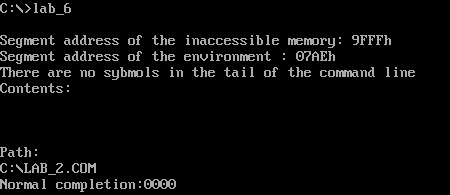 C:\>lab_6
Segment address of the inaccessible memory: 9FFFh
Segment address of the environment : 07AEh
There are no sybmols in the tail of the command line
Contents:
Path:
C:\LAB_2.COM
Normal completion:0000